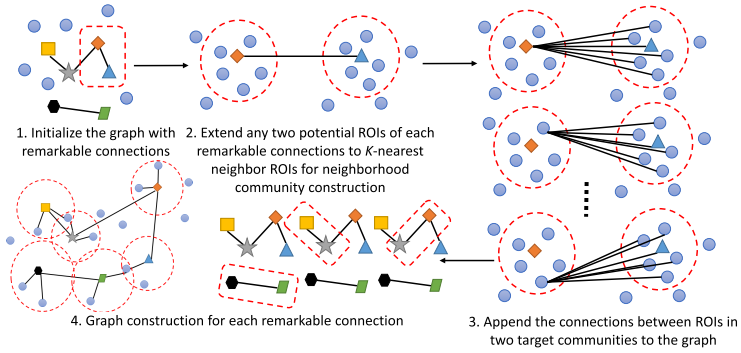 1. Initialize the graph with
remarkable connections
2. Extend any two potential ROIs of each
remarkable connections to K-nearest
neighbor ROIs for neighborhood
community construction
3. Append the connections between ROIs in
two target communities to the graph
4. Graph construction for each remarkable connection